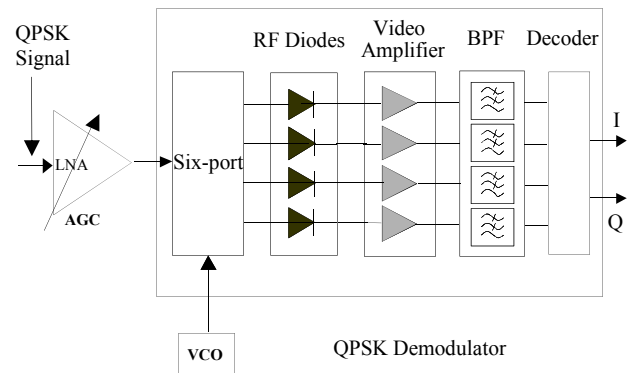 QPSK
Signal
RF Diodes
Video
Amplifier
BPF
Decoder
LNA
AGC
Six-port
I
Q
VCO
QPSK Demodulator